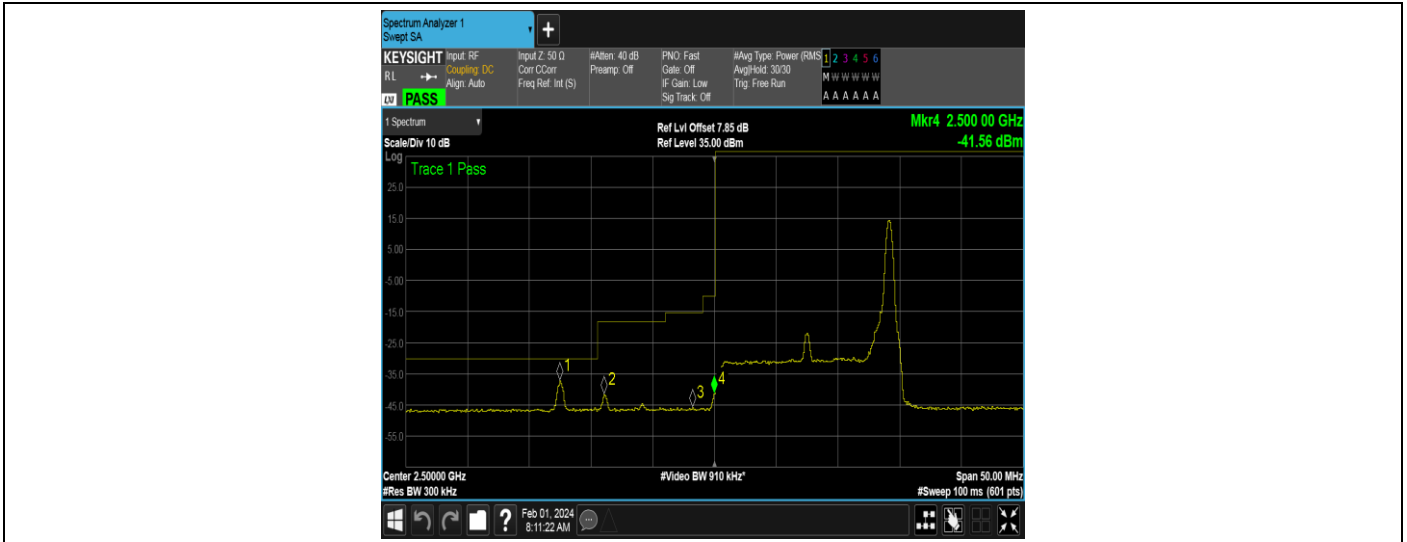 Spectrum Analyzer 1
Swept SA
+
KEYSIGHT
RL
LXI PASS
Input: RF
Coupling: DC
Align: Auto
Input Z: 50 Ω
Corr CCorr
Freq Ref: Int (S)
#Atten: 40 dB
Preamp: Off
PNO: Fast
Gate: Off
IF Gain: Low
Sig Track: Off
#Avg Type: Power (RMS
Avg|Hold: 30/30
Trig: Free Run
1 2 3 4 5 6
M W W W W W
A A A A A A
1 Spectrum
Scale/Div 10 dB
Ref Lvl Offset 7.85 dB
Ref Level 35.00 dBm
Mkr4 2.500 00 GHz
-41.56 dBm
Log
Trace 1 Pass
25.0
15.0
5.00
-5.00
-15.0
-25.0
-35.0
-45.0
-55.0
1
2
3
4
Center 2.50000 GHz
#Res BW 300 kHz
#Video BW 910 kHz*
Span 50.00 MHz
#Sweep 100 ms (601 pts)
?
Feb 01, 2024
8:11:22 AM